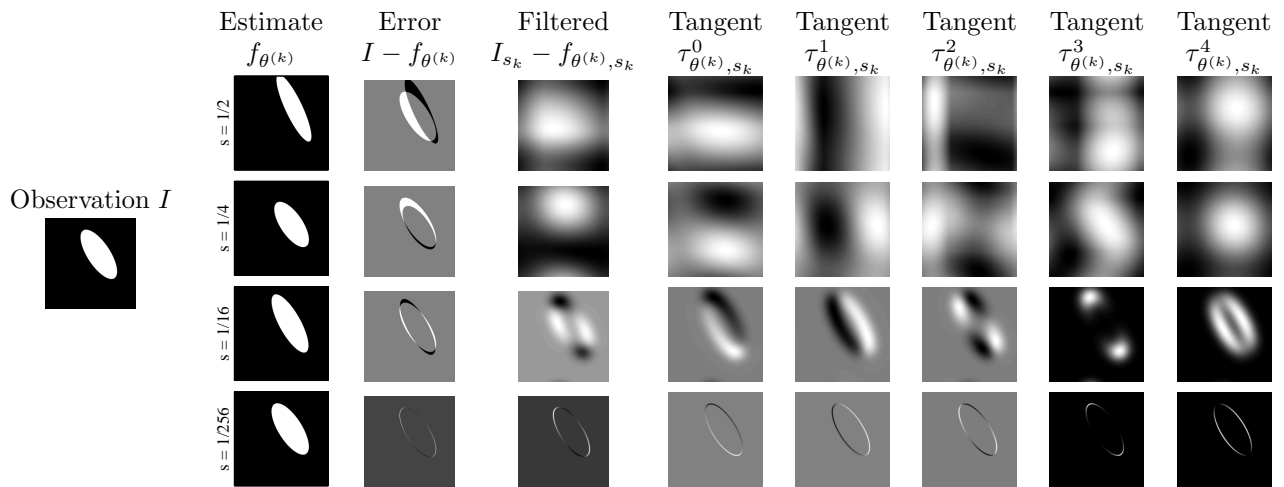 Estimate Error Filtered Tangent Tangent Tangent Tangent Tangent
f_{θ^{(k)}} I − f_{θ^{(k)}} I_{s_k} − f_{θ^{(k)},s_k} τ^0_{θ^{(k)},s_k} τ^1_{θ^{(k)},s_k} τ^2_{θ^{(k)},s_k} τ^3_{θ^{(k)},s_k} τ^4_{θ^{(k)},s_k}
s = 1/2
Observation I
s = 1/4
s = 1/16
s = 1/256